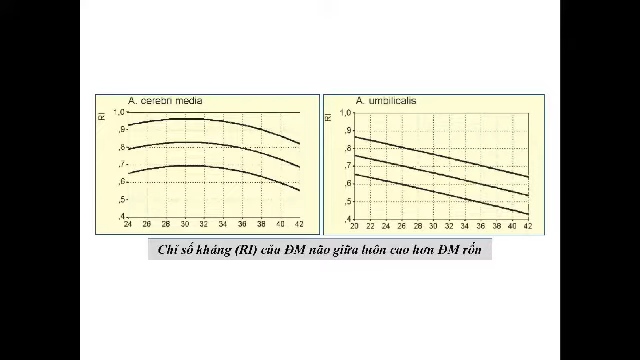 A. cerebri media
RI
1,0
,9
,8
,7
,6
,5
,4
24 26 28 30 32 34 36 38 40 42
A. umbilicalis
RI
1,0
,9
,8
,7
,6
,5
,4
20 22 24 26 28 30 32 34 36 38 40 42
Chỉ số kháng (RI) của ĐM não giữa luôn cao hơn ĐM rốn